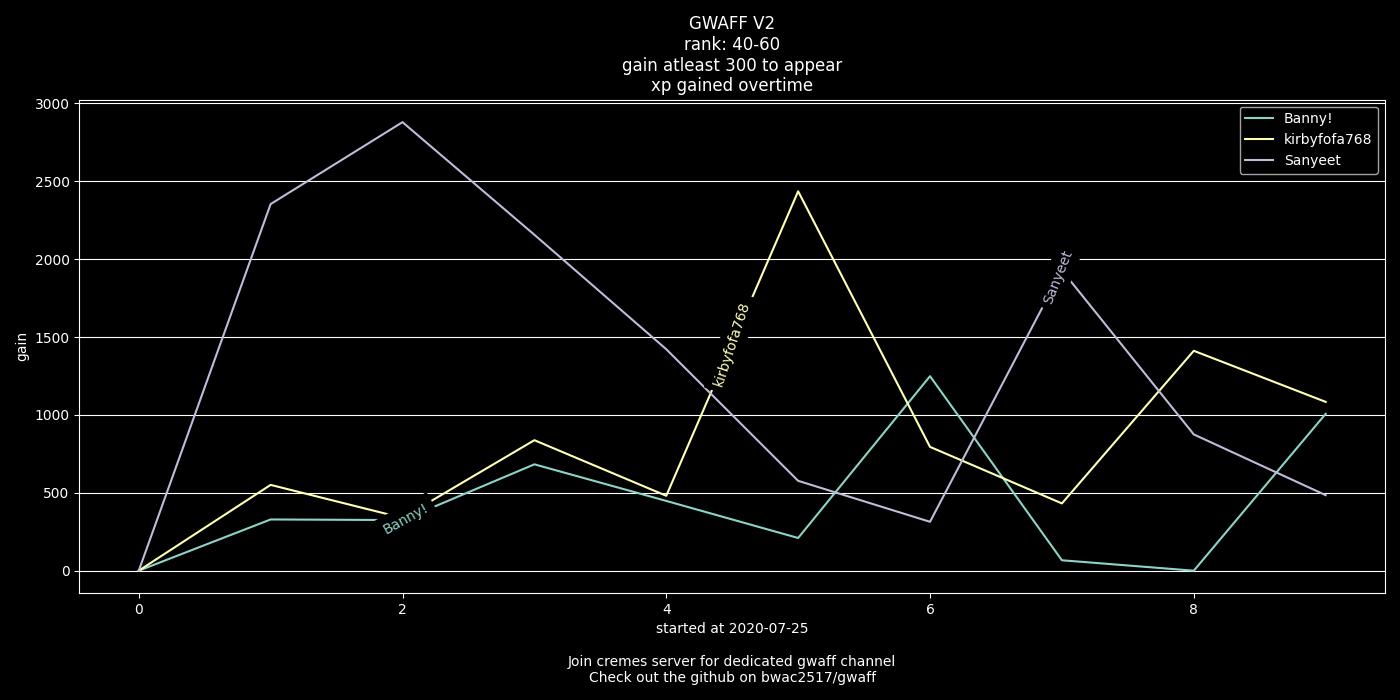 GWAFF V2
rank: 40-60
gain atleast 300 to appear
xp gained overtime
3000
2500
2000
1500
1000
500
0
gain
Banny!
kirbyfofa768
Sanyeet
Banny!
kirbyfofa768
Sanyeet
0 2 4 6 8
started at 2020-07-25
Join cremes server for dedicated gwaff channel
Check out the github on bwac2517/gwaff